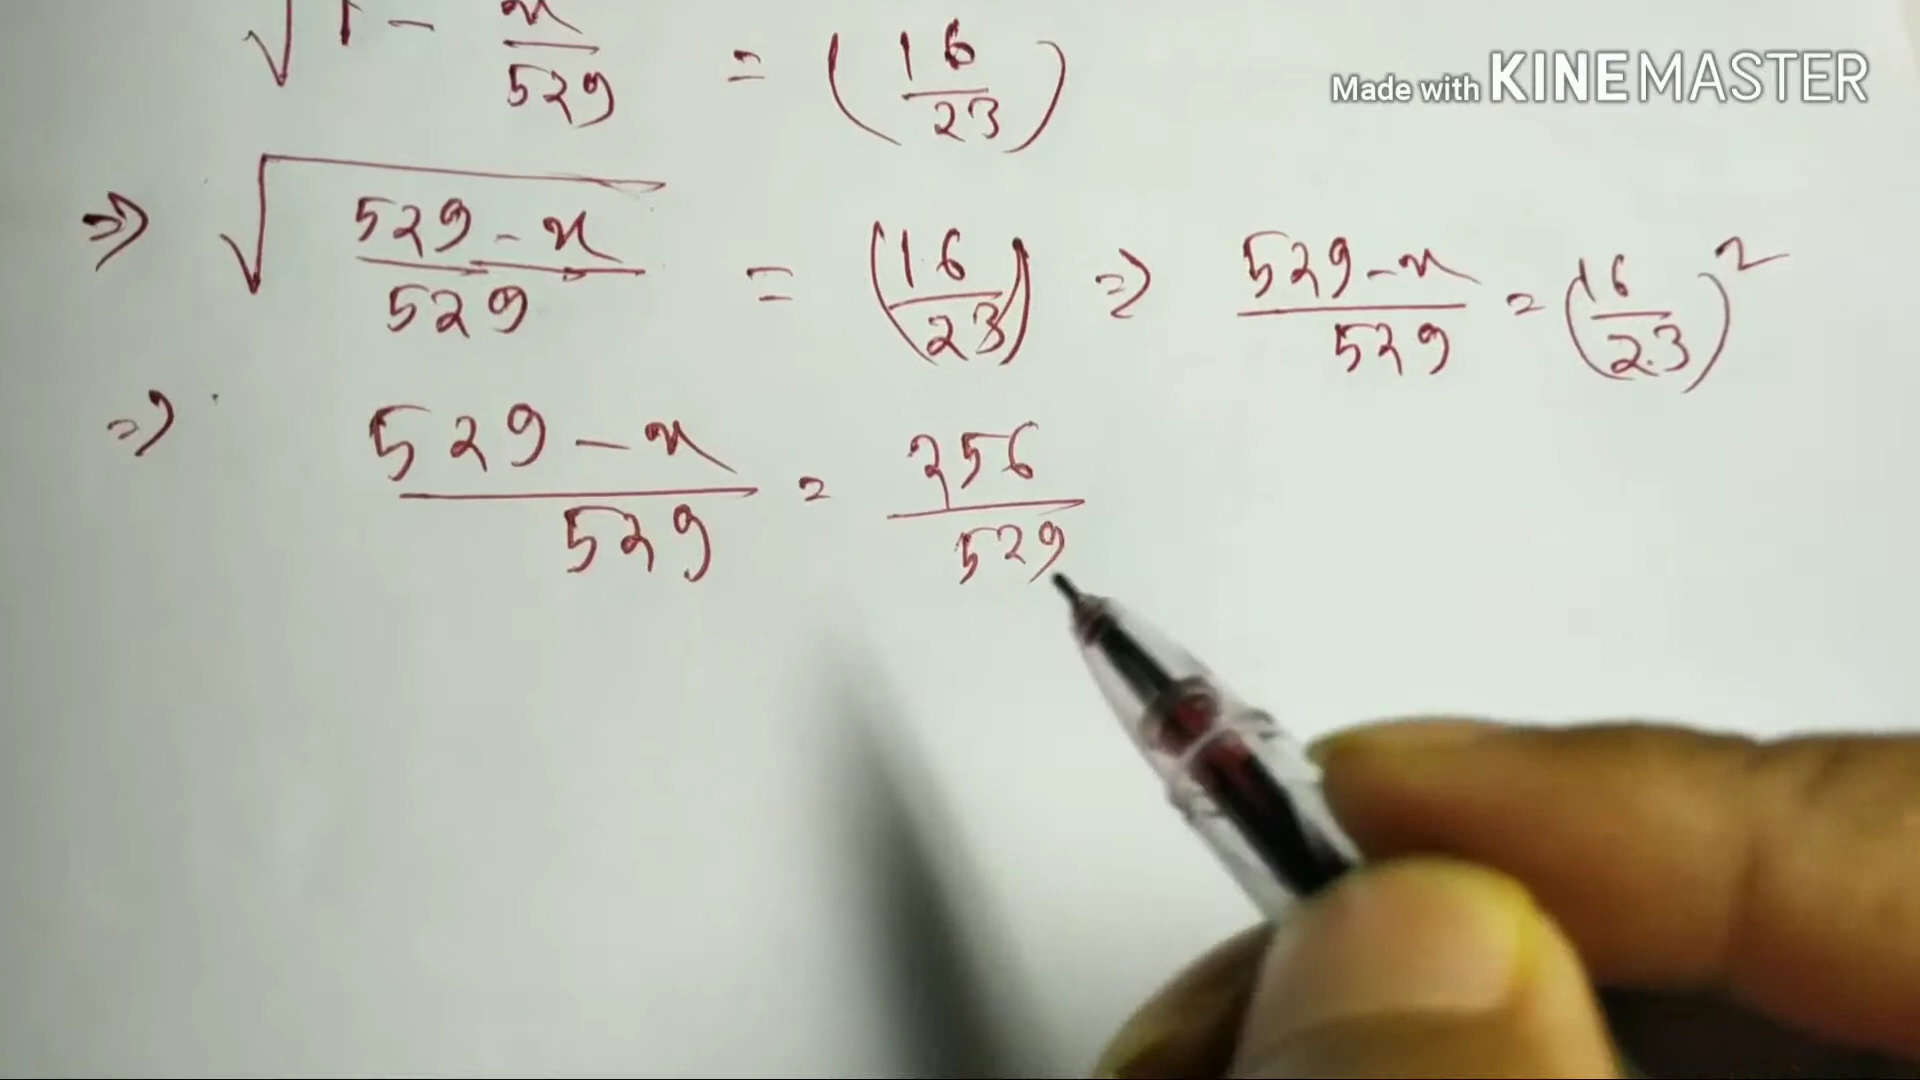 √1 - x/529 = (16/23)
Made with KINEMASTER
⇒ √(529 - x)/529 = (16/23) ⇒ (529 - x)/529 = (16/23)²
⇒ (529 - x)/529 = 256/529